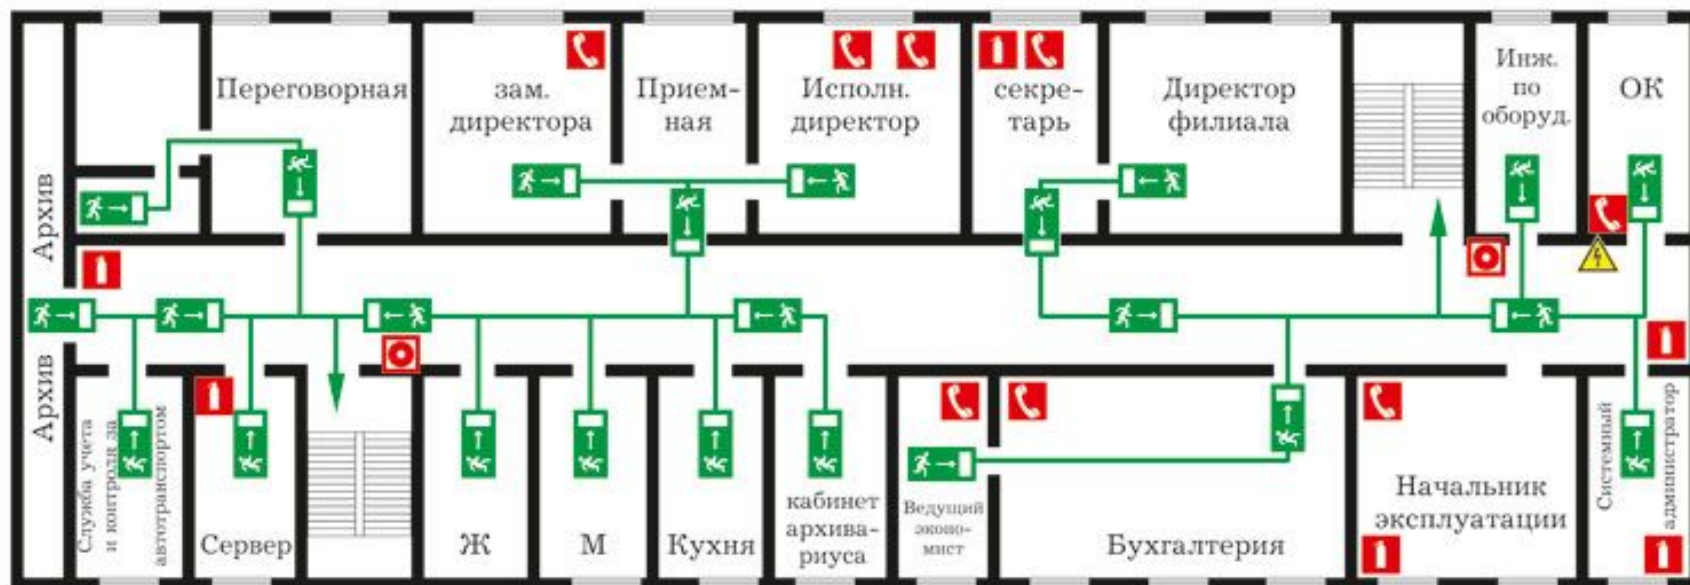 Переговорная
зам.
директора
Прием-
ная
Исполн.
директор
секре-
тарь
Директор
филиала
Инж.
по
оборуд.
ОК
Архив
Архив
Служба учета
и контроля за
автотранспортом
Сервер
Ж
М
Кухня
кабинет
архива-
риуса
Ведущий
эконо-
мист
Бухгалтерия
Начальник
эксплуатации
Системный
администратор